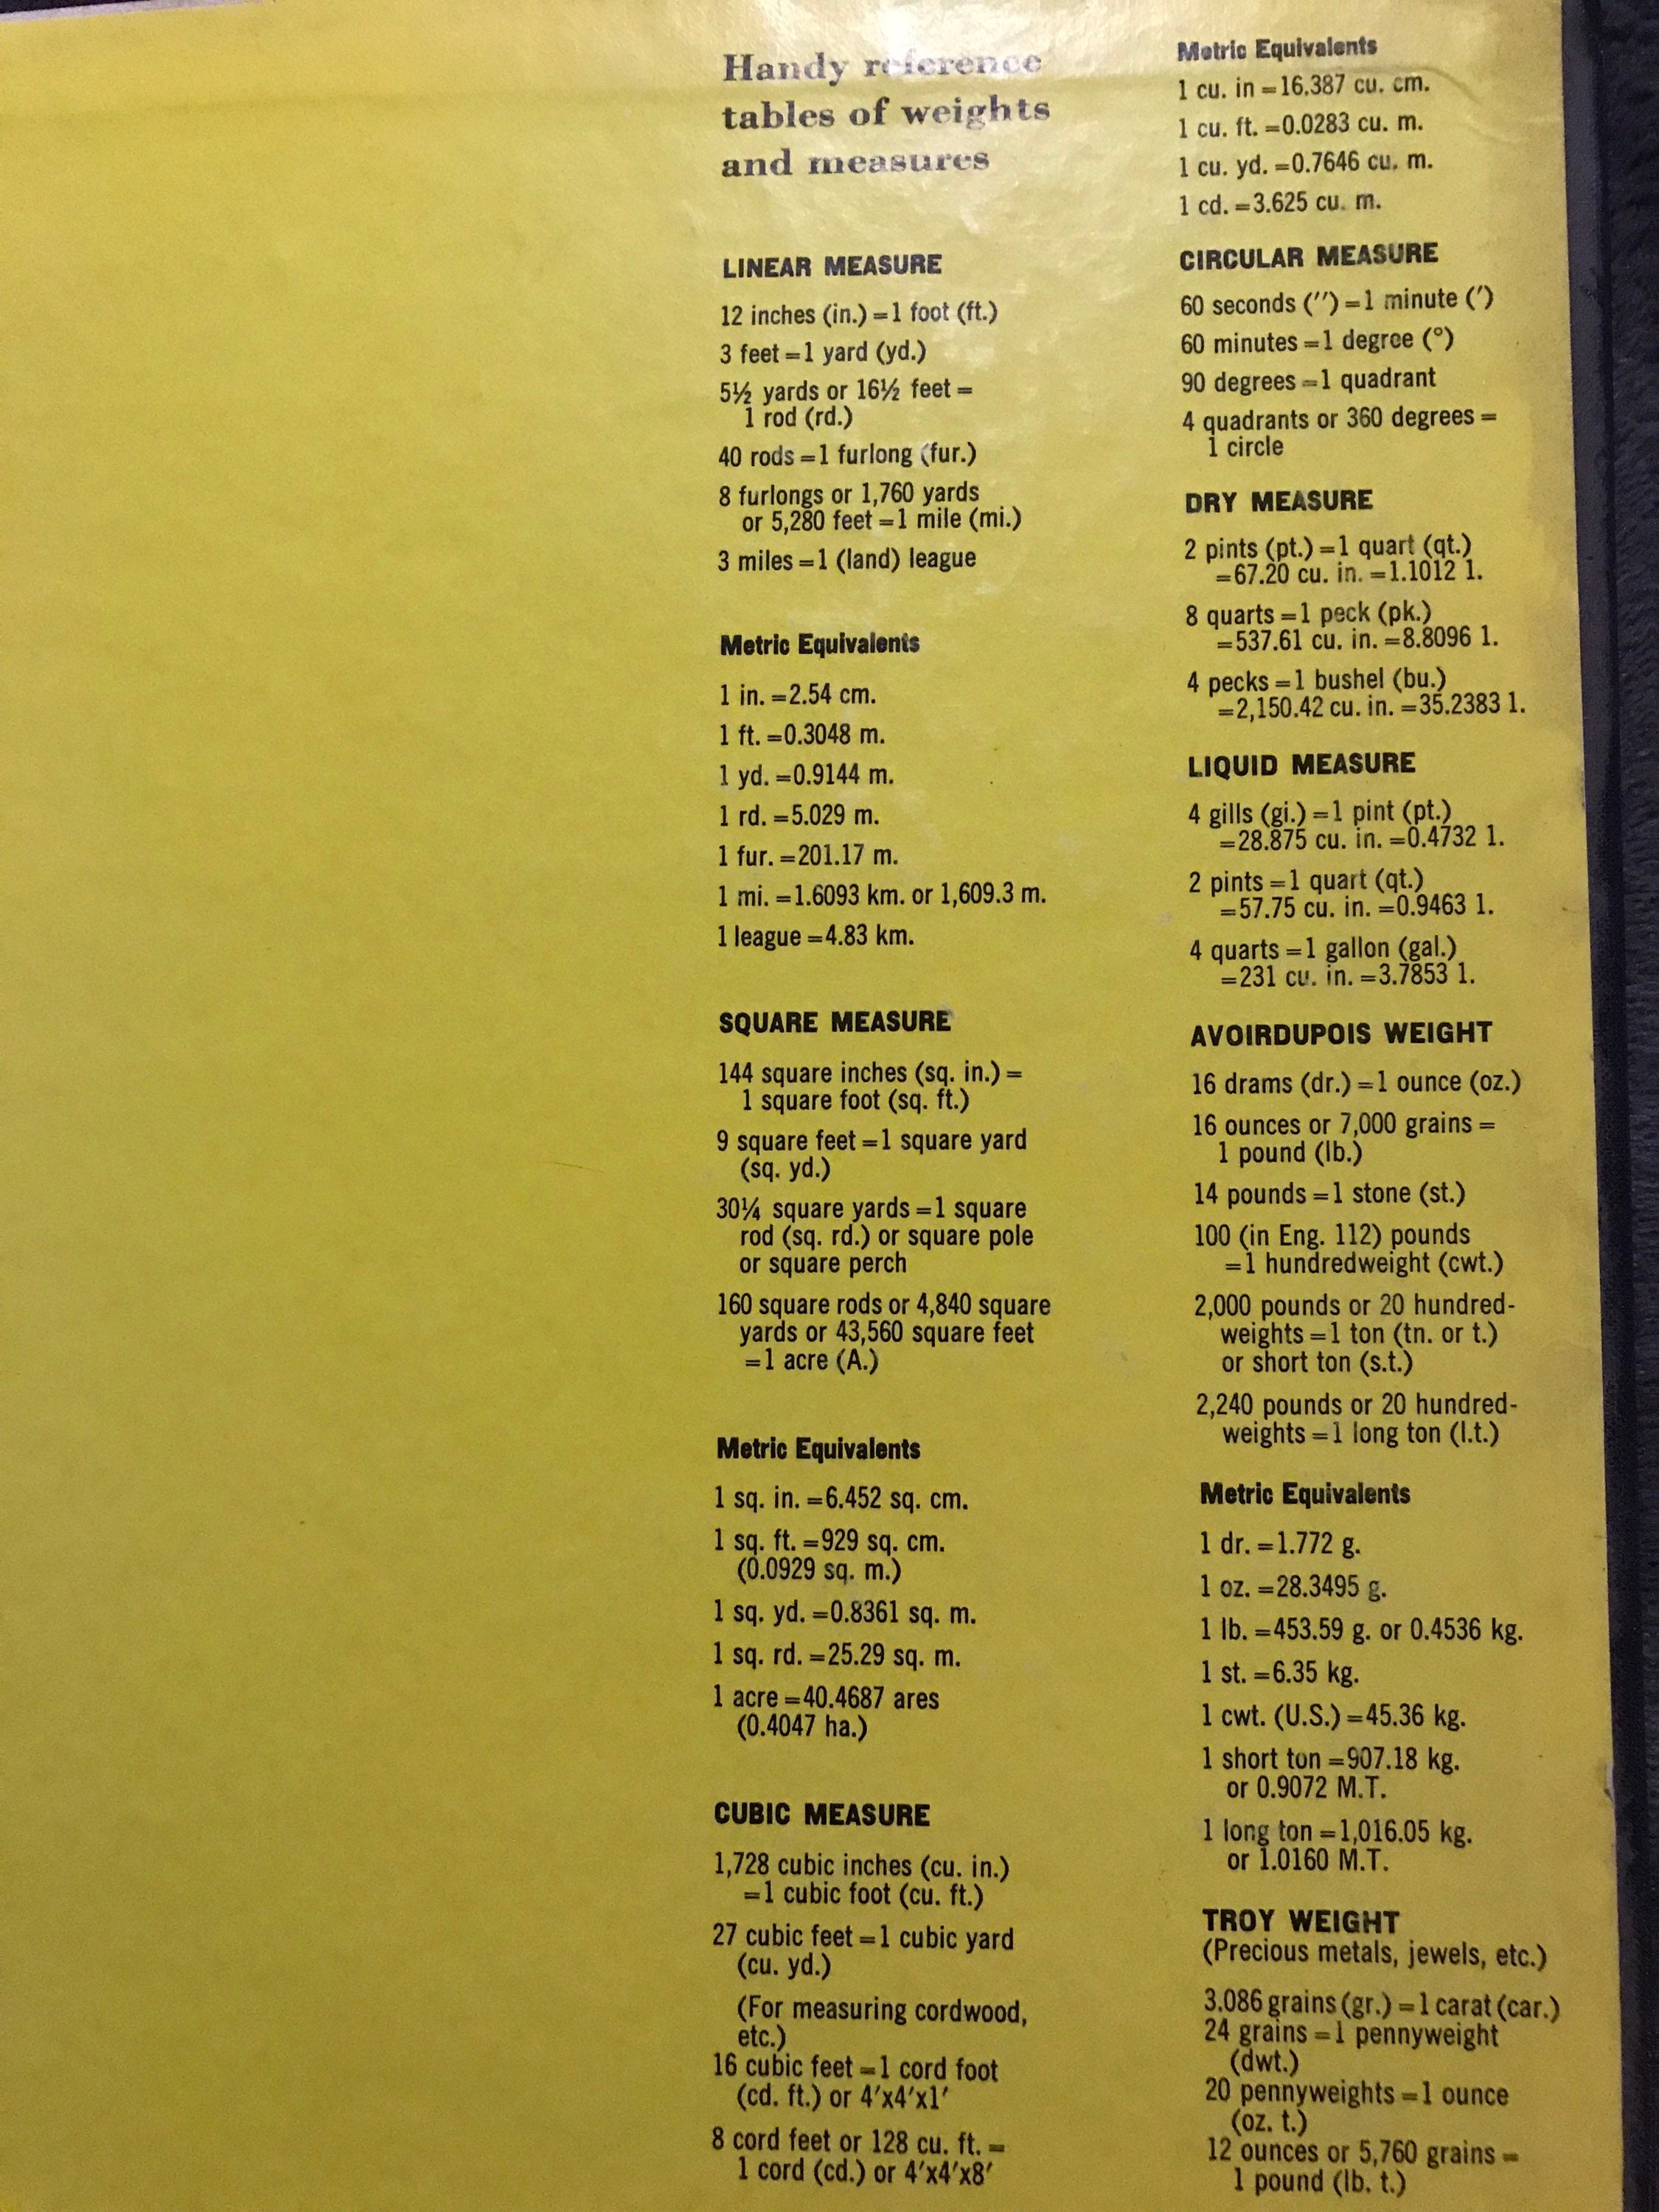 Handy reference
tables of weights
and measures
LINEAR MEASURE
12 inches (in.) =1 foot (ft.)
3 feet =1 yard (yd.)
5½ yards or 16½ feet =
1 rod (rd.)
40 rods =1 furlong (fur.)
8 furlongs or 1,760 yards
or 5,280 feet =1 mile (mi.)
3 miles =1 (land) league
Metric Equivalents
1 in. =2.54 cm.
1 ft. =0.3048 m.
1 yd. =0.9144 m.
1 rd. =5.029 m.
1 fur. =201.17 m.
1 mi. =1.6093 km. or 1,609.3 m.
1 league =4.83 km.
SQUARE MEASURE
144 square inches (sq. in.) =
1 square foot (sq. ft.)
9 square feet =1 square yard
(sq. yd.)
30¼ square yards =1 square
rod (sq. rd.) or square pole
or square perch
160 square rods or 4,840 square
yards or 43,560 square feet
=1 acre (A.)
Metric Equivalents
1 sq. in. =6.452 sq. cm.
1 sq. ft. =929 sq. cm.
(0.0929 sq. m.)
1 sq. yd. =0.8361 sq. m.
1 sq. rd. =25.29 sq. m.
1 acre =40.4687 ares
(0.4047 ha.)
CUBIC MEASURE
1,728 cubic inches (cu. in.)
=1 cubic foot (cu. ft.)
27 cubic feet =1 cubic yard
(cu. yd.)
(For measuring cordwood,
etc.)
16 cubic feet =1 cord foot
(cd. ft.) or 4′x4′x1′
8 cord feet or 128 cu. ft. =
1 cord (cd.) or 4′x4′x8′
Metric Equivalents
1 cu. in =16.387 cu. cm.
1 cu. ft. =0.0283 cu. m.
1 cu. yd. =0.7646 cu. m.
1 cd. =3.625 cu. m.
CIRCULAR MEASURE
60 seconds (″) =1 minute (′)
60 minutes =1 degree (°)
90 degrees =1 quadrant
4 quadrants or 360 degrees =
1 circle
DRY MEASURE
2 pints (pt.) =1 quart (qt.)
=67.20 cu. in. =1.1012 l.
8 quarts =1 peck (pk.)
=537.61 cu. in. =8.8096 l.
4 pecks =1 bushel (bu.)
=2,150.42 cu. in. =35.2383 l.
LIQUID MEASURE
4 gills (gi.) =1 pint (pt.)
=28.875 cu. in. =0.4732 l.
2 pints =1 quart (qt.)
=57.75 cu. in. =0.9463 l.
4 quarts =1 gallon (gal.)
=231 cu. in. =3.7853 l.
AVOIRDUPOIS WEIGHT
16 drams (dr.) =1 ounce (oz.)
16 ounces or 7,000 grains =
1 pound (lb.)
14 pounds =1 stone (st.)
100 (in Eng. 112) pounds
=1 hundredweight (cwt.)
2,000 pounds or 20 hundred-
weights =1 ton (tn. or t.)
or short ton (s.t.)
2,240 pounds or 20 hundred-
weights =1 long ton (l.t.)
Metric Equivalents
1 dr. =1.772 g.
1 oz. =28.3495 g.
1 lb. =453.59 g. or 0.4536 kg.
1 st. =6.35 kg.
1 cwt. (U.S.) =45.36 kg.
1 short ton =907.18 kg.
or 0.9072 M.T.
1 long ton =1,016.05 kg.
or 1.0160 M.T.
TROY WEIGHT
(Precious metals, jewels, etc.)
3.086 grains (gr.) =1 carat (car.)
24 grains =1 pennyweight
(dwt.)
20 pennyweights =1 ounce
(oz. t.)
12 ounces or 5,760 grains =
1 pound (lb. t.)